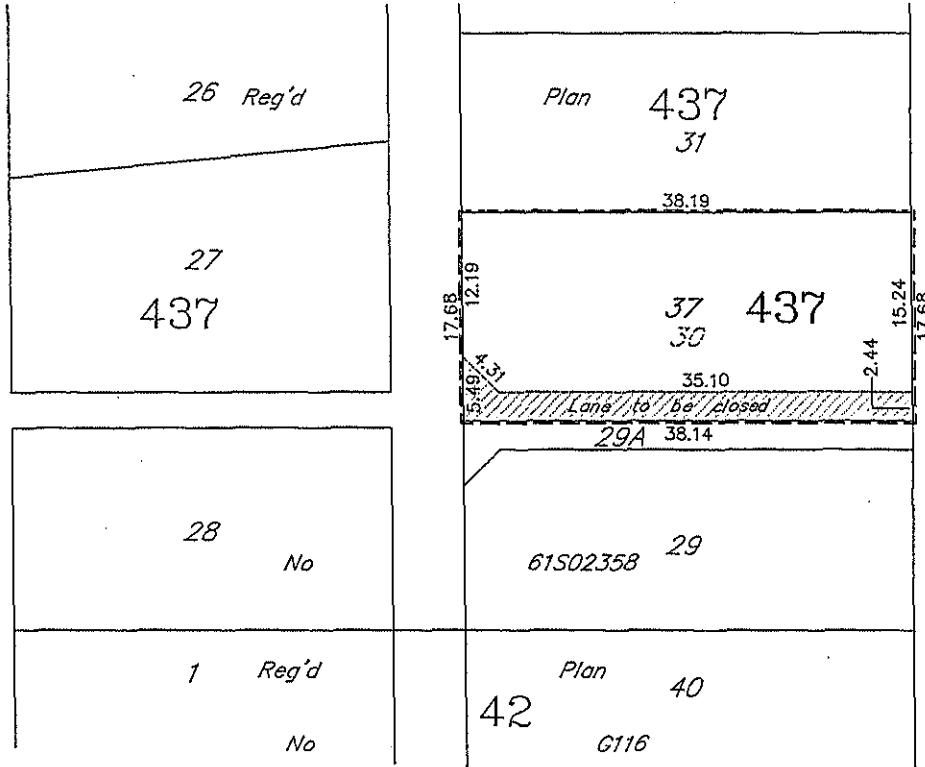 26 Reg'd
Plan 437
31
38.19
27
437
17.68
12.19
37 437
30
15.24
17.68
2.44
4.31
5.49
35.10
Lane to be closed
29A 38.14
28
No
61S02358 29
1 Reg'd
Plan 40
42
No
G116